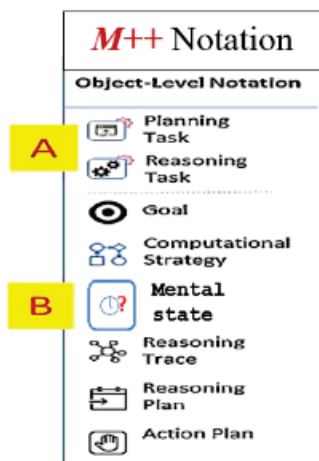 M++ Notation
Object-Level Notation
A
Planning
Task
Reasoning
Task
Goal
Computational
Strategy
B
?
Mental
state
Reasoning
Trace
Reasoning
Plan
Action Plan